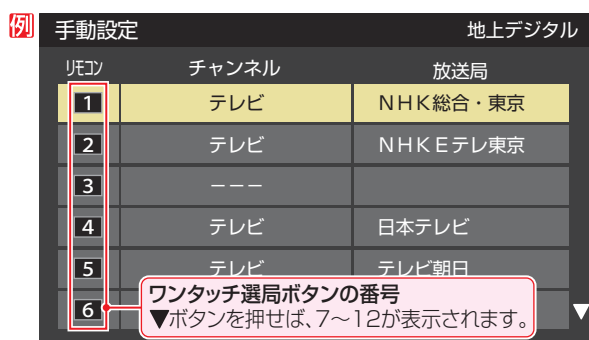 例
手動設定 地上デジタル
リモコン チャンネル 放送局
1 テレビ NHK総合・東京
2 テレビ NHKEテレ東京
3 −−−
4 テレビ 日本テレビ
5 テレビ テレビ朝日
6
ワンタッチ選局ボタンの番号
▼ボタンを押せば、7〜12が表示されます。
▼